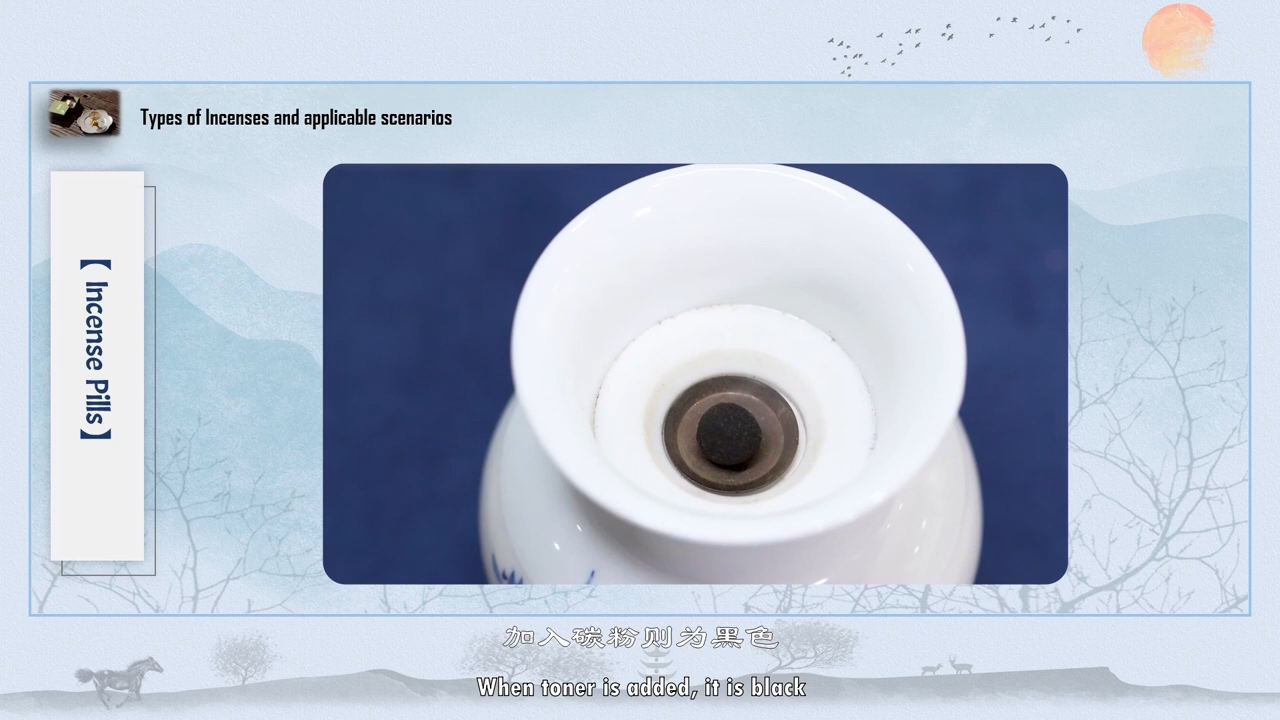 Types of Incenses and applicable scenarios
【 Incense Pills 】
加入碳粉则为黑色
When toner is added, it is black